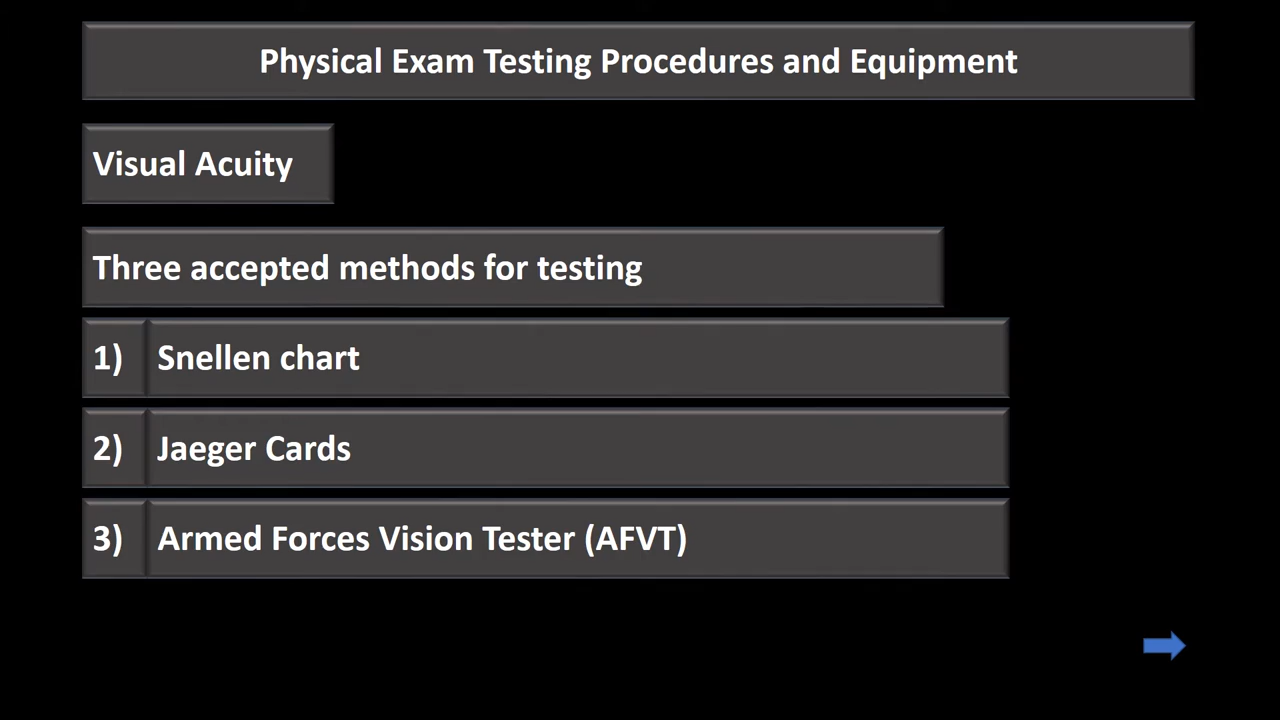 Physical Exam Testing Procedures and Equipment
Visual Acuity
Three accepted methods for testing
1) Snellen chart
2) Jaeger Cards
3) Armed Forces Vision Tester (AFVT)